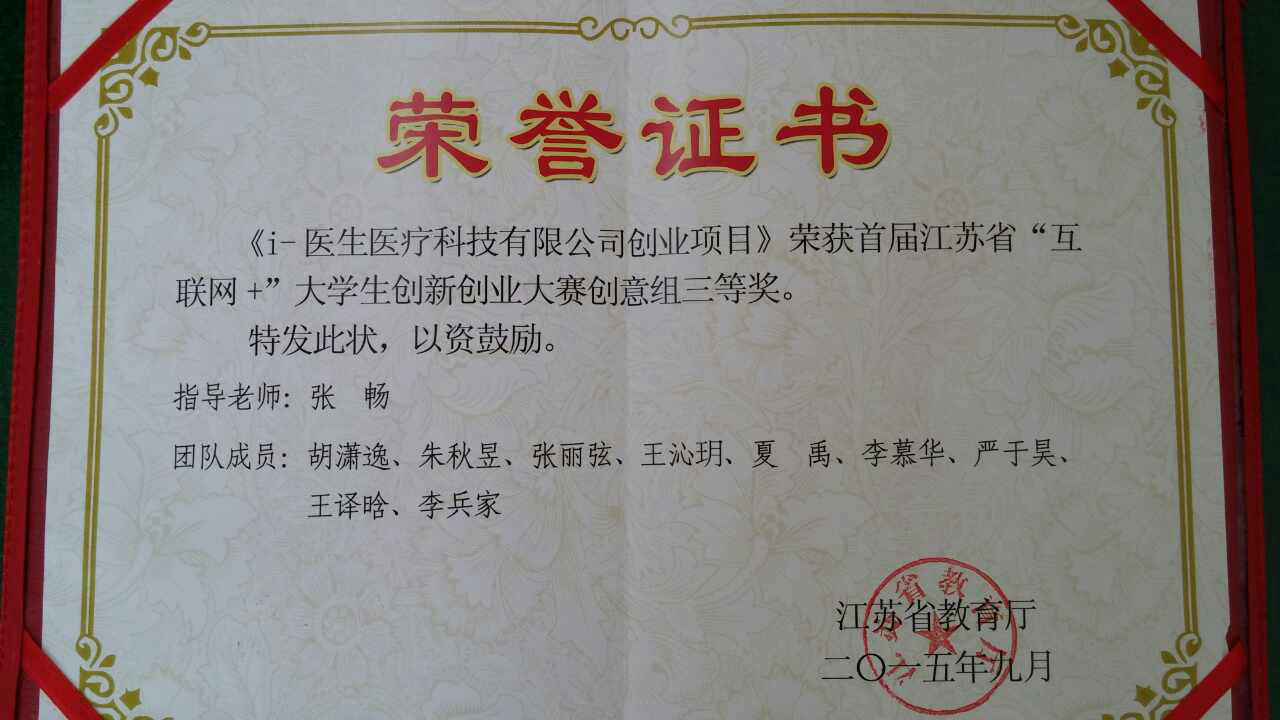 荣誉证书
《i-医生医疗科技有限公司创业项目》荣获首届江苏省“互
联网+”大学生创新创业大赛创意组三等奖。
特发此状，以资鼓励。
指导老师：张　畅
团队成员：胡潇逸、朱秋昱、张丽弦、王沁玥、夏　禹、李慕华、严于昊、
王译晗、李兵家
江苏省教育厅
二〇一五年九月